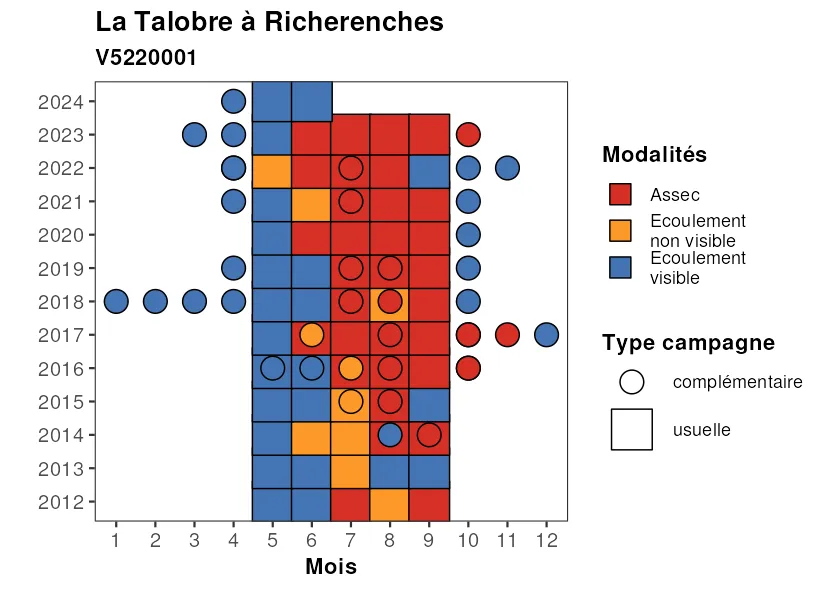 La Talobre à Richerenches
V5220001
2024
2023
2022
2021
2020
2019
2018
2017
2016
2015
2014
2013
2012
1 2 3 4 5 6 7 8 9 10 11 12
Mois
Modalités
Assec
Ecoulement
non visible
Ecoulement
visible
Type campagne
complémentaire
usuelle